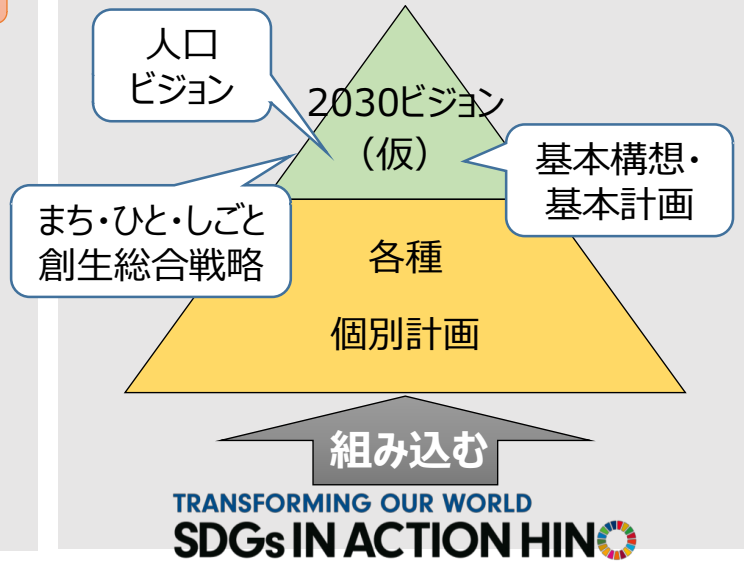 人口
ビジョン
2030ビジョン
（仮）
基本構想・
基本計画
まち・ひと・しごと
創生総合戦略
各種
個別計画
組み込む
TRANSFORMING OUR WORLD
SDGs IN ACTION HINO